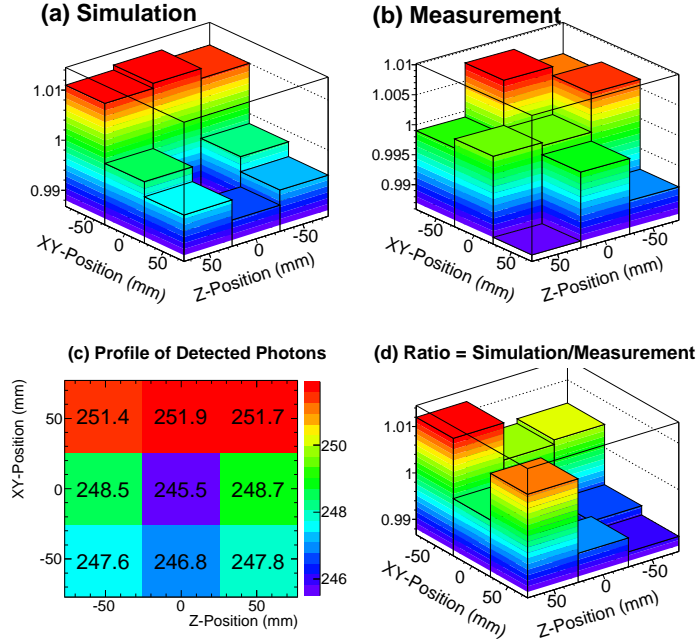 (a) Simulation
1.01
1
0.99
-50
0
50
XY-Position (mm)
50
0
-50
Z-Position (mm)
(b) Measurement
1.01
1.005
1
0.995
0.99
-50
0
50
XY-Position (mm)
50
0
-50
Z-Position (mm)
(c) Profile of Detected Photons
XY-Position (mm)
50
0
-50
251.4 251.9 251.7
248.5 245.5 248.7
247.6 246.8 247.8
-50 0 50
Z-Position (mm)
250
248
246
(d) Ratio = Simulation/Measurement
1.01
1
0.99
-50
0
50
XY-Position (mm)
50
0
-50
Z-Position (mm)